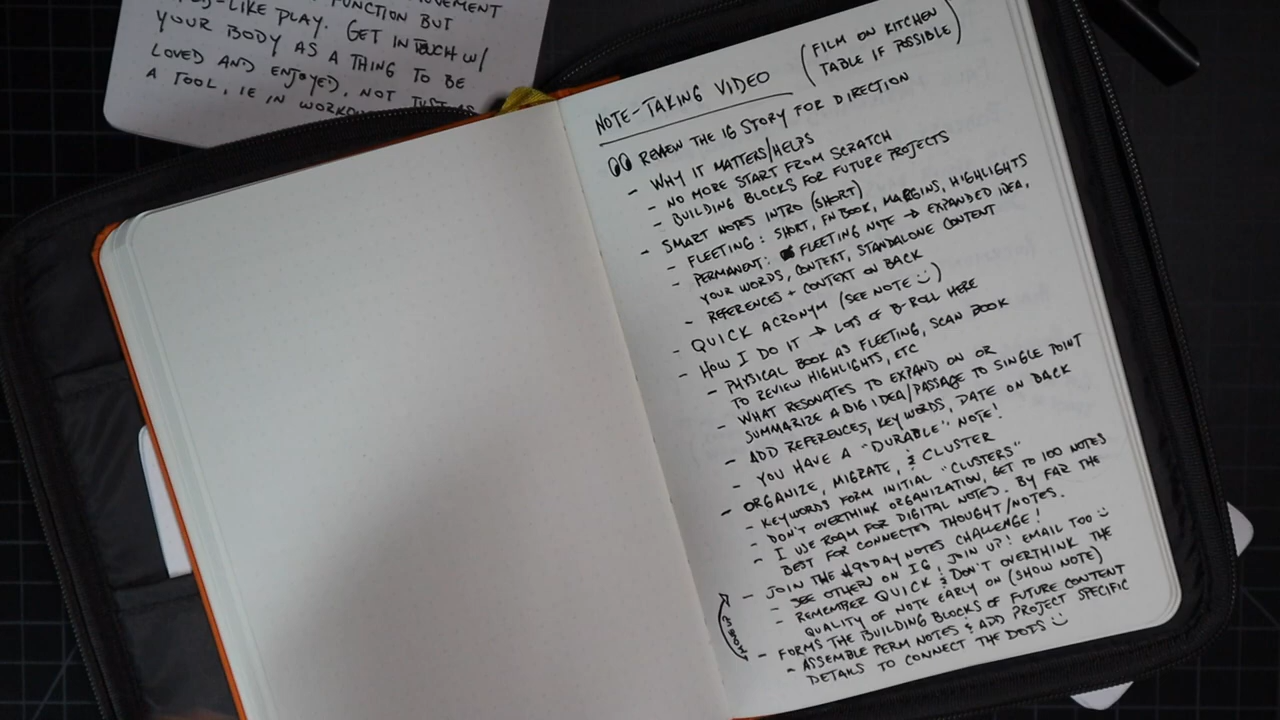 MOVEMENT
-LIKE PLAY. FUNCTION BUT
YOUR BODY GET IN TOUCH W/
LOVED AND AS A THING TO BE
A TOOL, IE ENJOYED, NOT JUST AS
IN
NOTE-TAKING VIDEO
(FILM ON KITCHEN
TABLE IF POSSIBLE)
REVIEW THE IG STORY FOR DIRECTION
- WHY IT MATTERS/HELPS
- NO MORE START FROM SCRATCH
- BUILDING BLOCKS FOR FUTURE PROJECTS
- SMART NOTES INTRO (SHORT)
- FLEETING: SHORT, IN BOOK, MARGINS, HIGHLIGHTS
- PERMANENT: FLEETING NOTE → EXPANDED IDEA,
YOUR WORDS, CONTEXT, STANDALONE CONTENT
- REFERENCES + CONTEXT ON BACK
- QUICK ACRONYM (SEE NOTE :))
- HOW I DO IT → LOTS OF B-ROLL HERE
- PHYSICAL BOOK AS FLEETING, SCAN BOOK
TO REVIEW HIGHLIGHTS, ETC
- WHAT RESONATES TO EXPAND ON OR
SUMMARIZE A BIG IDEA/PASSAGE TO SINGLE POINT
- ADD REFERENCES, KEYWORDS, DATE ON BACK
- YOU HAVE A "DURABLE" NOTE!
- ORGANIZE, MIGRATE, & CLUSTER
- KEYWORDS FORM INITIAL "CLUSTERS"
- DON'T OVERTHINK ORGANIZATION, GET TO 100 NOTES
- I USE ROAM FOR DIGITAL NOTES. BY FAR THE
BEST FOR CONNECTED THOUGHT/NOTES.
- JOIN THE #90DAY NOTES CHALLENGE!
- SEE OTHERS ON IG, JOIN UP! EMAIL TOO :)
- REMEMBER QUICK & DON'T OVERTHINK THE
QUALITY OF NOTE EARLY ON (SHOW NOTE)
- FORMS THE BUILDING BLOCKS OF FUTURE CONTENT
- ASSEMBLE PERM NOTES & ADD PROJECT SPECIFIC
DETAILS TO CONNECT THE DOTS :)